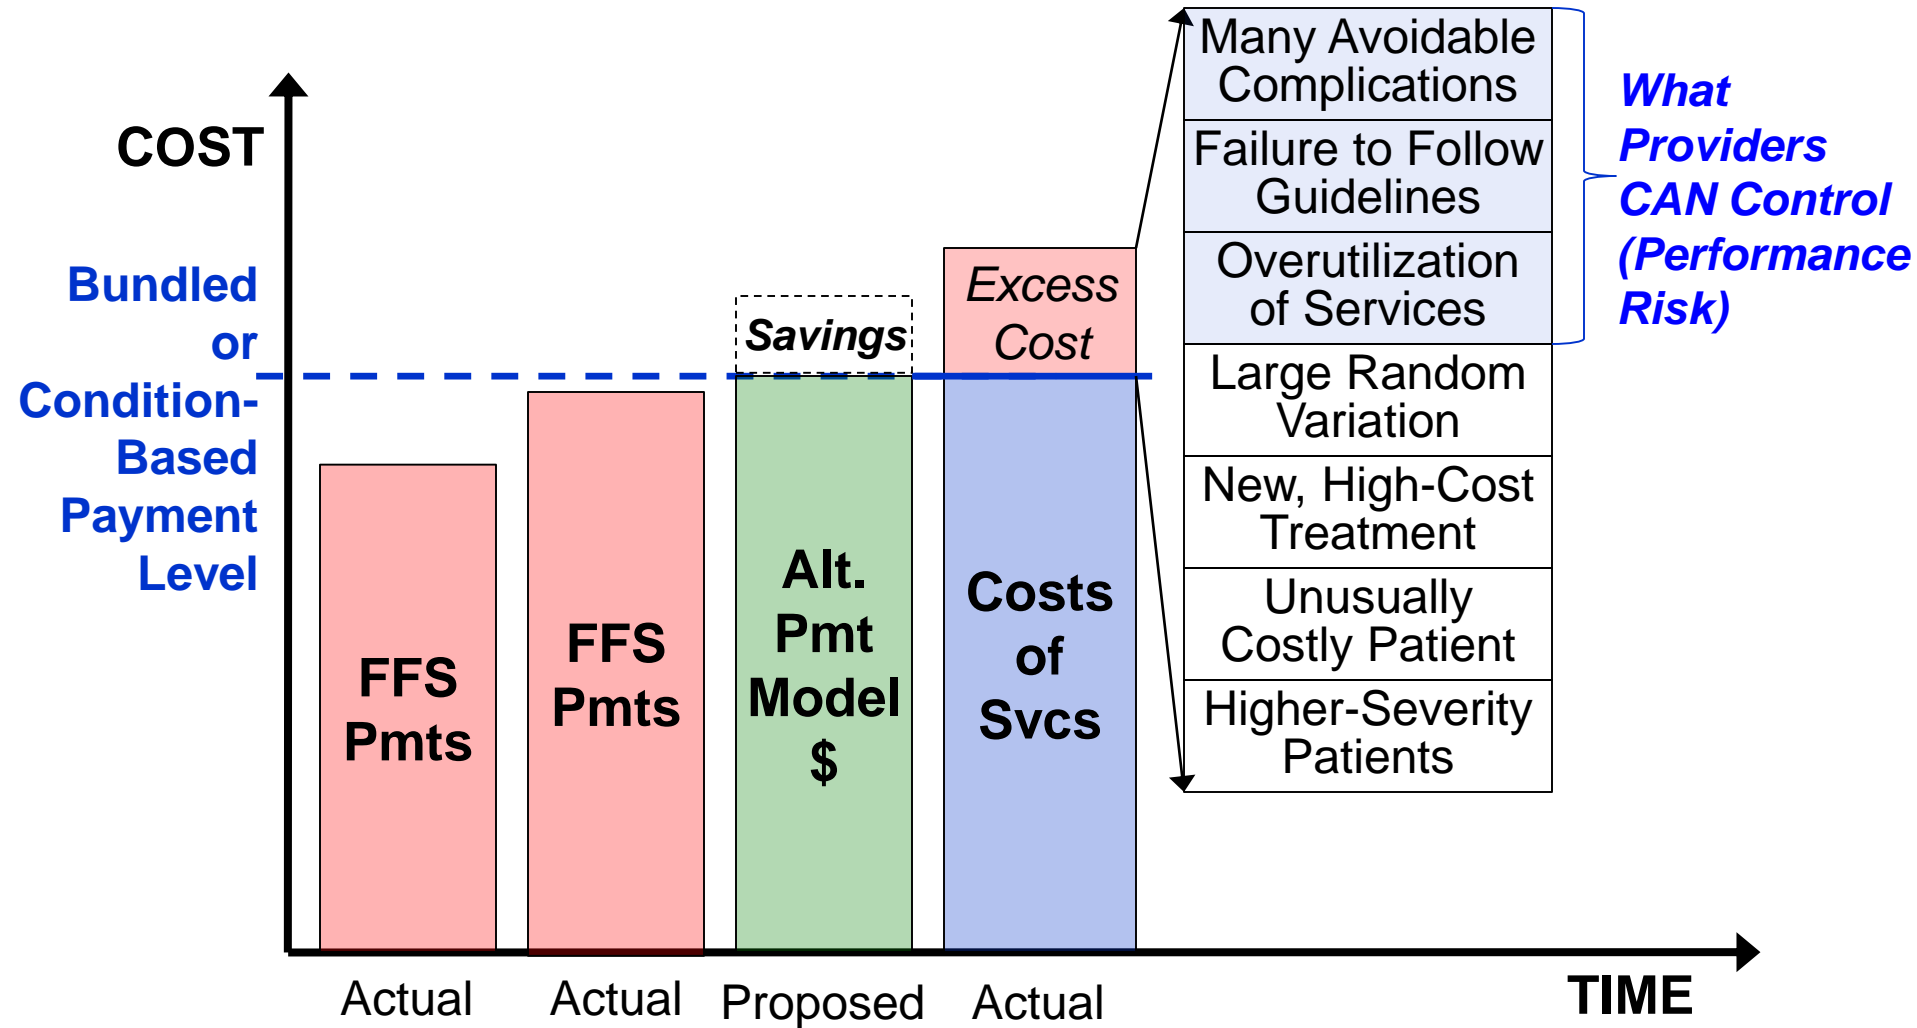 COST
Bundled
or
Condition-
Based
Payment
Level
FFS
Pmts
Actual
FFS
Pmts
Actual
Savings
Alt.
Pmt
Model
$
Proposed
Excess
Cost
Costs
of
Svcs
Actual
TIME
Many Avoidable
Complications
Failure to Follow
Guidelines
Overutilization
of Services
Large Random
Variation
New, High-Cost
Treatment
Unusually
Costly Patient
Higher-Severity
Patients
What
Providers
CAN Control
(Performance
Risk)